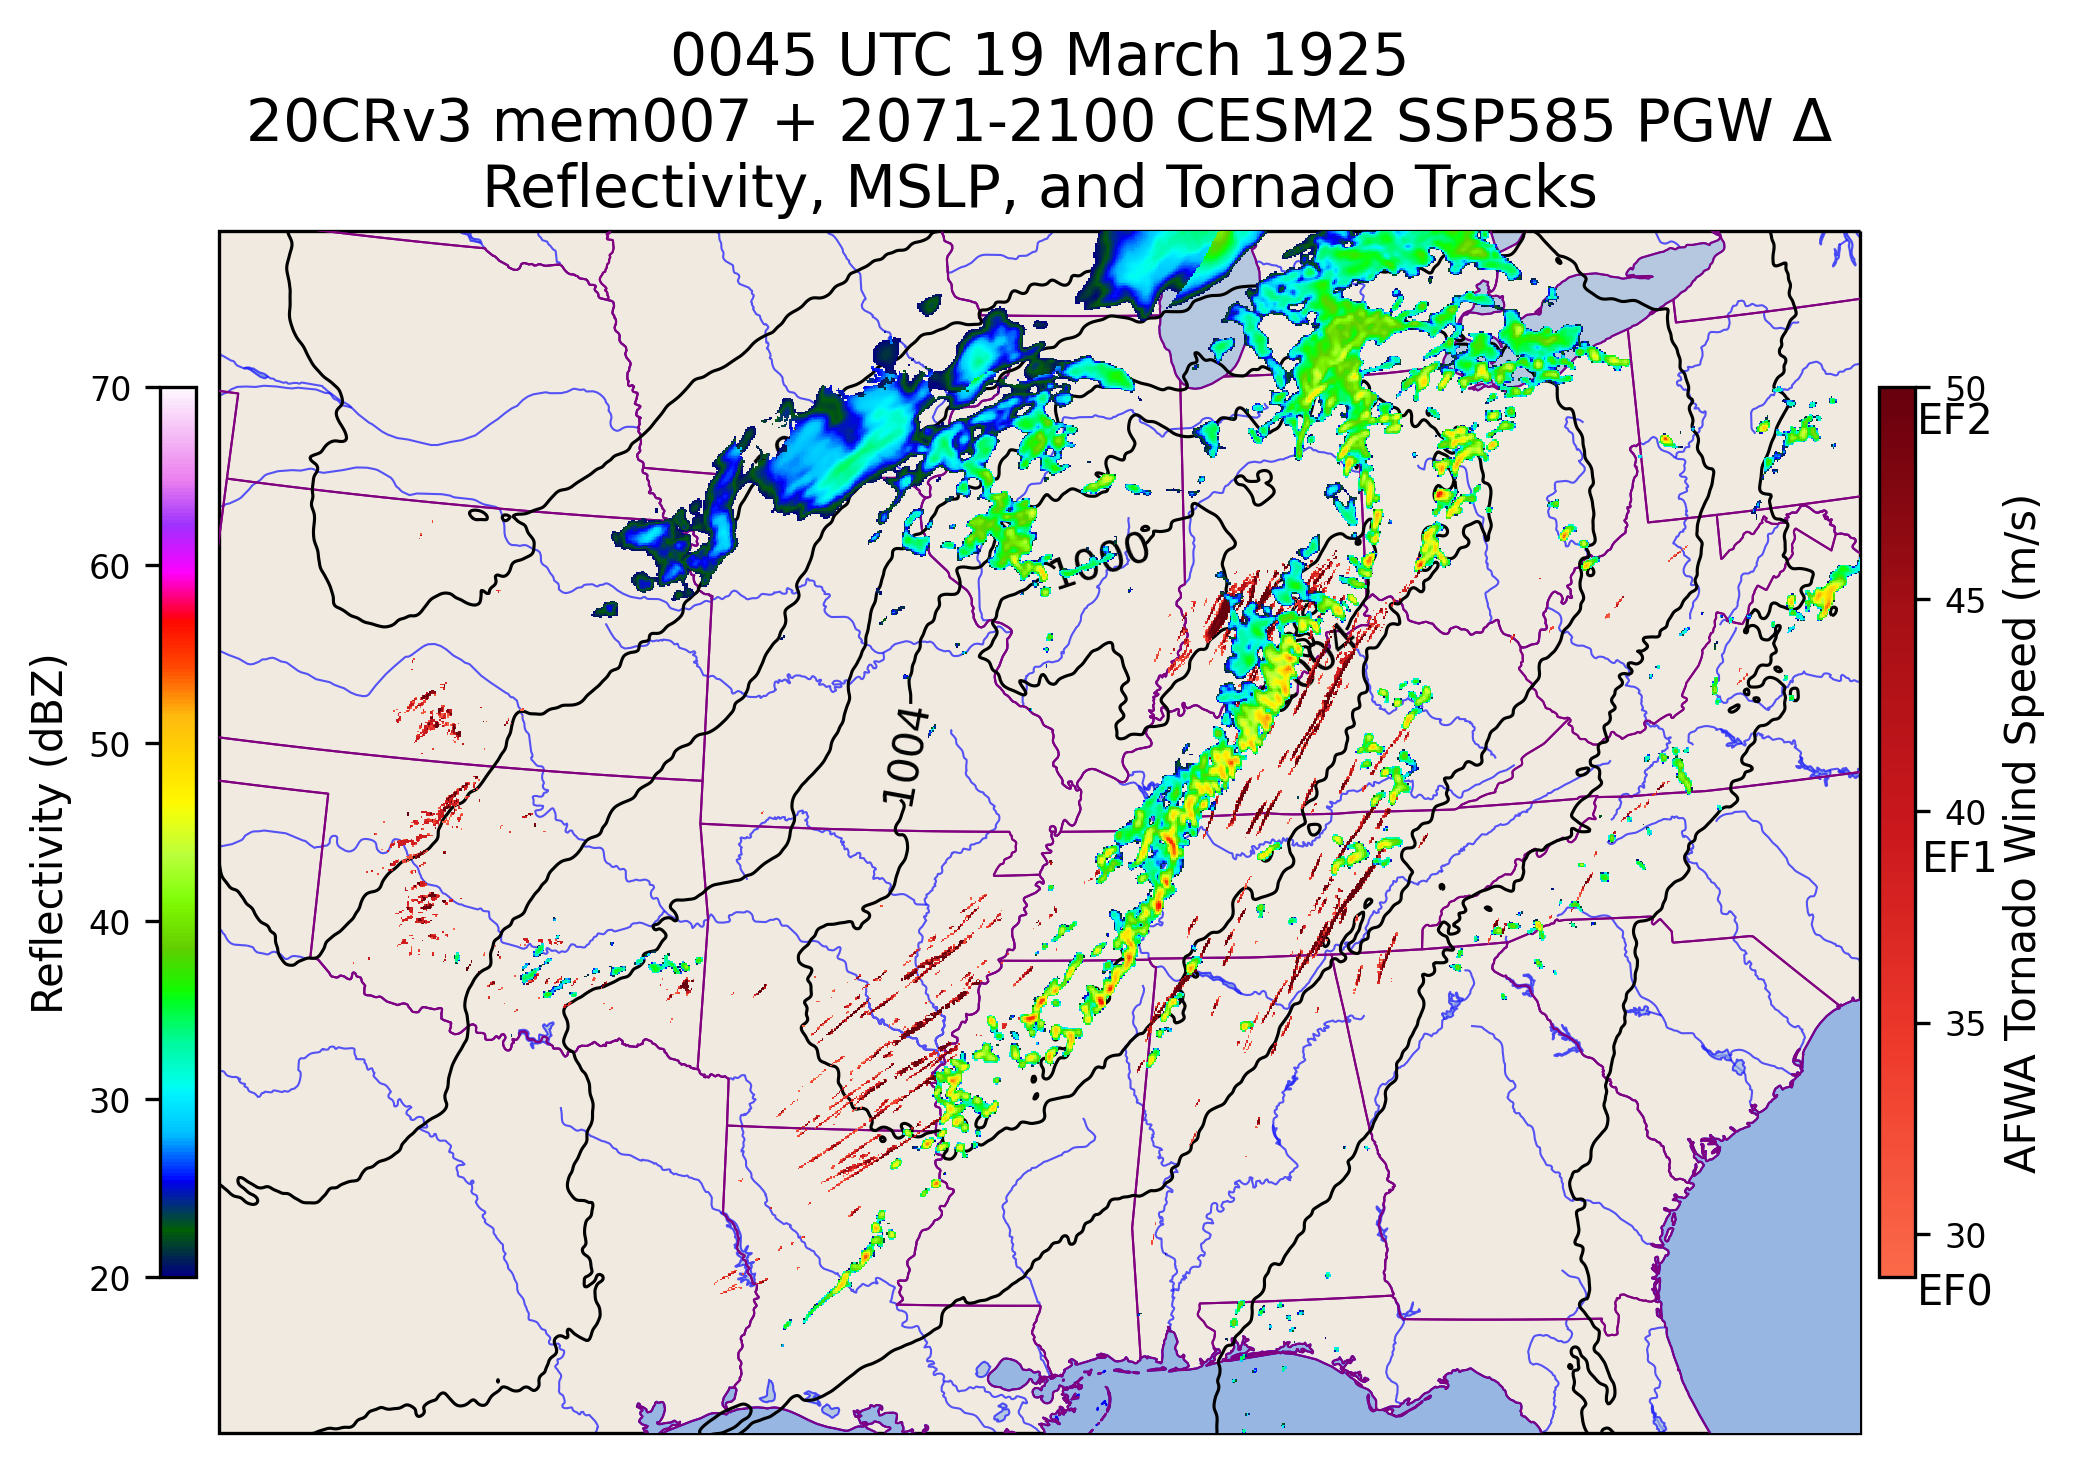 0045 UTC 19 March 1925
20CRv3 mem007 + 2071-2100 CESM2 SSP585 PGW Δ
Reflectivity, MSLP, and Tornado Tracks
Reflectivity (dBZ)
70
60
50
40
30
20
1000
1004
50
EF2
45
40
EF1
35
30
EF0
AFWA Tornado Wind Speed (m/s)